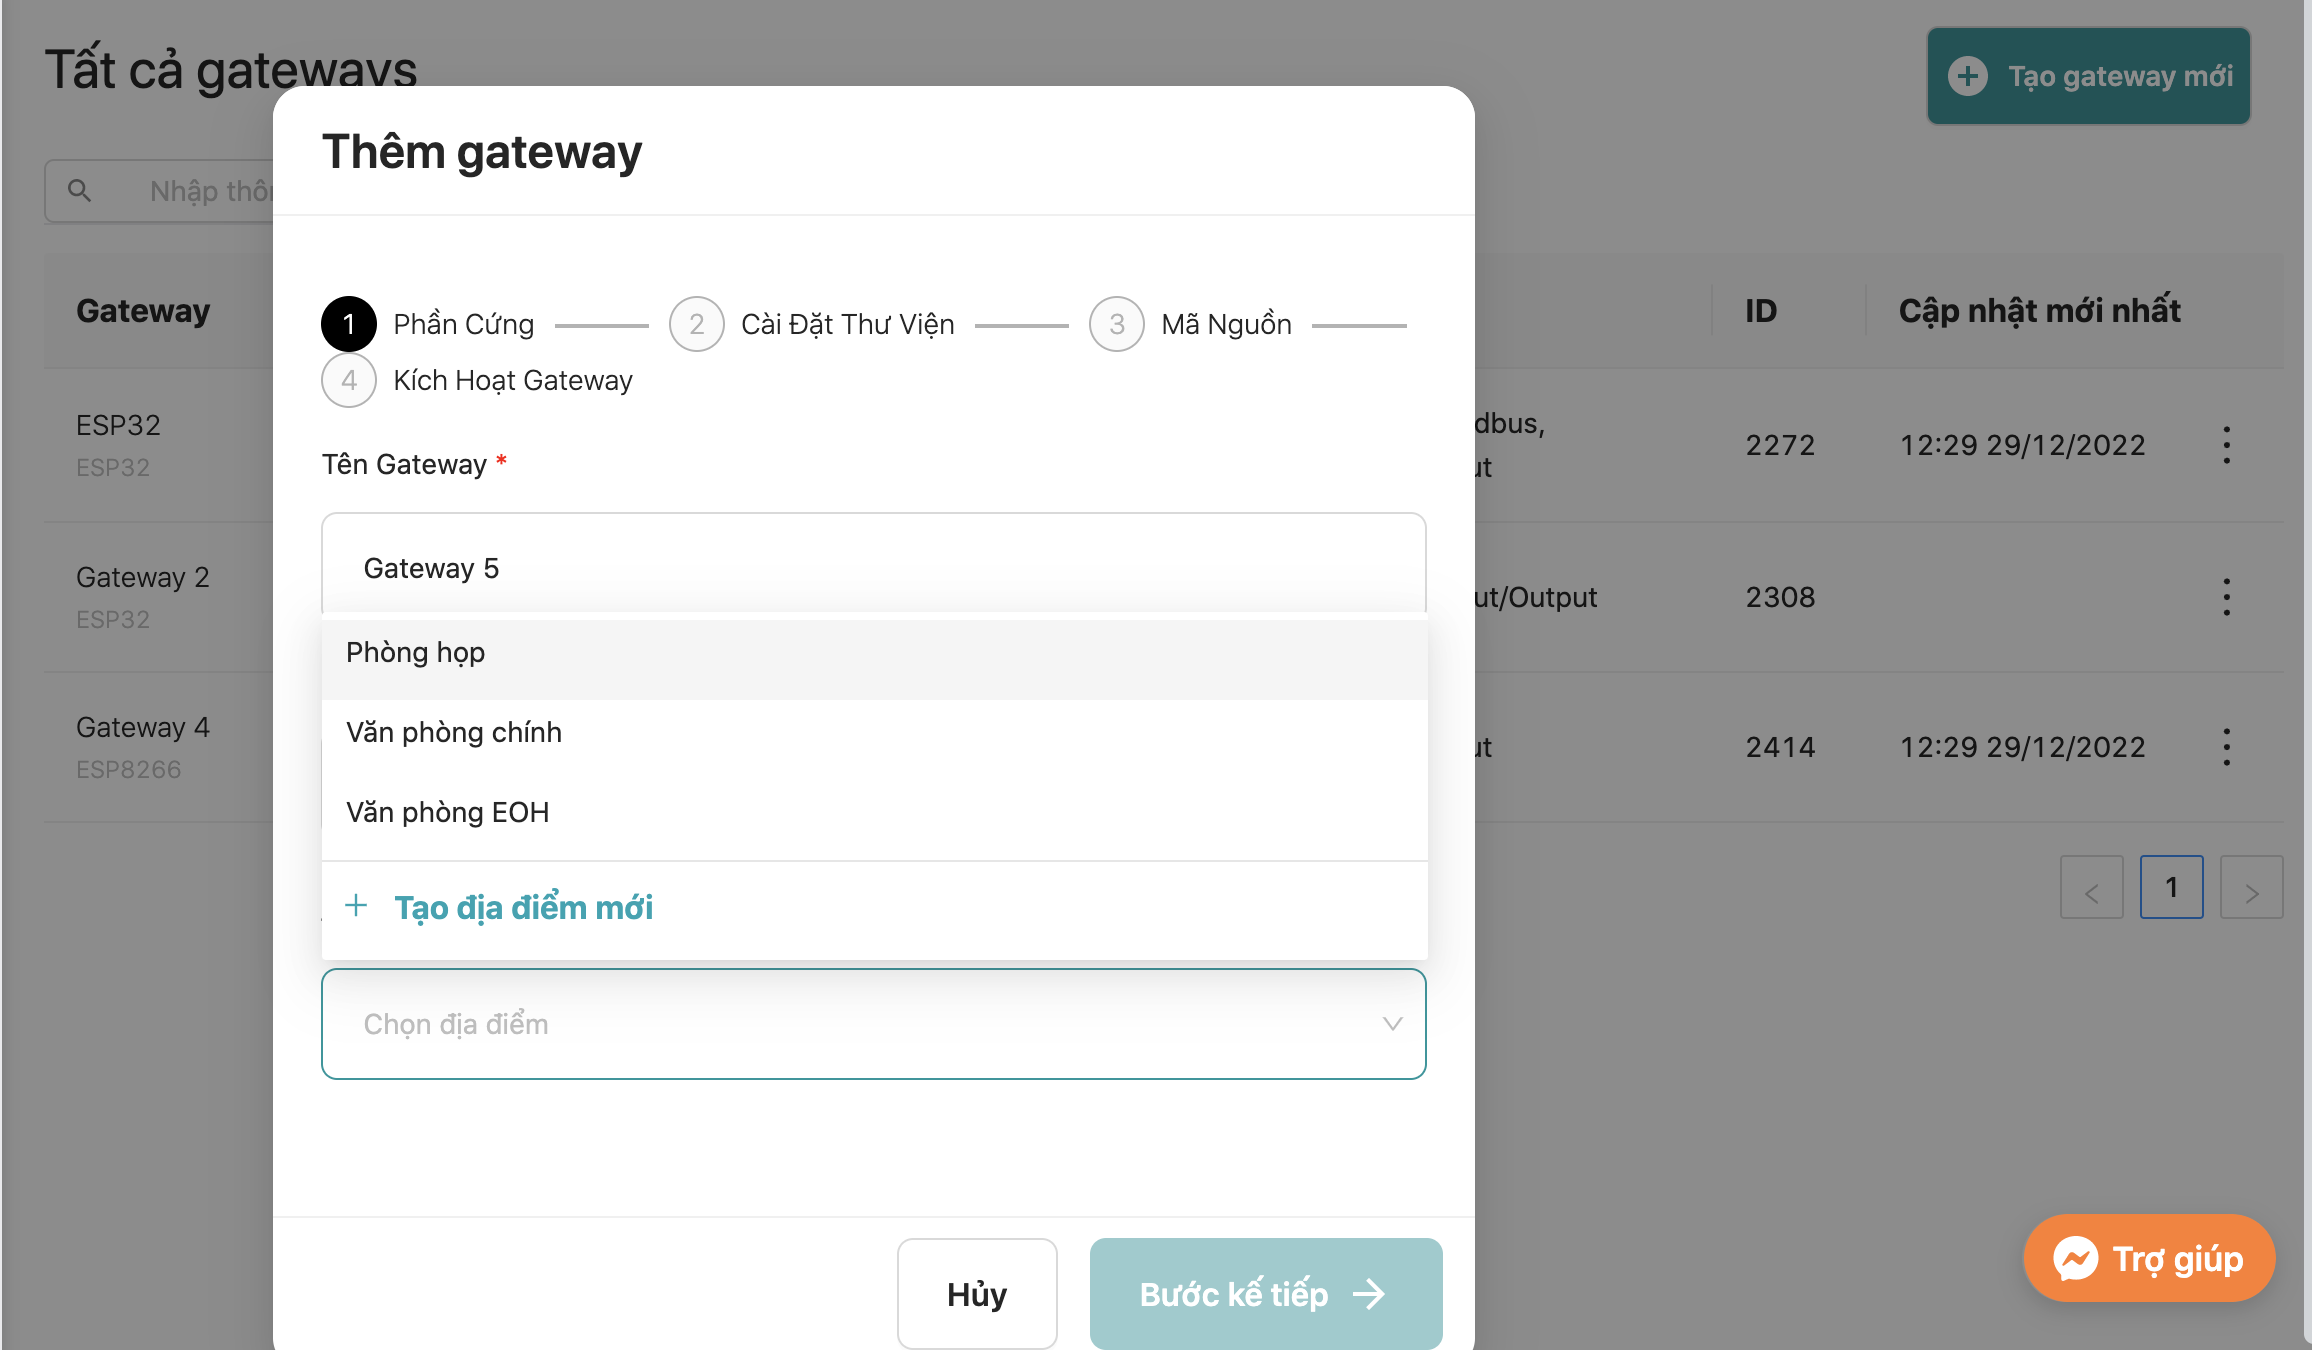 Tất cả gateways
Tạo gateway mới
Nhập
Gateway
ID
Cập nhật mới nhất
ESP32
ESP32
2272
12:29 29/12/2022
Gateway 2
ESP32
ut/Output
2308
Gateway 4
ESP8266
2414
12:29 29/12/2022
< 1 >
Thêm gateway
1 Phần Cứng
2 Cài Đặt Thư Viện
3 Mã Nguồn
4 Kích Hoạt Gateway
Tên Gateway *
Gateway 5
Phòng họp
Văn phòng chính
Văn phòng EOH
+ Tạo địa điểm mới
Chọn địa điểm
Hủy
Bước kế tiếp →
Trợ giúp